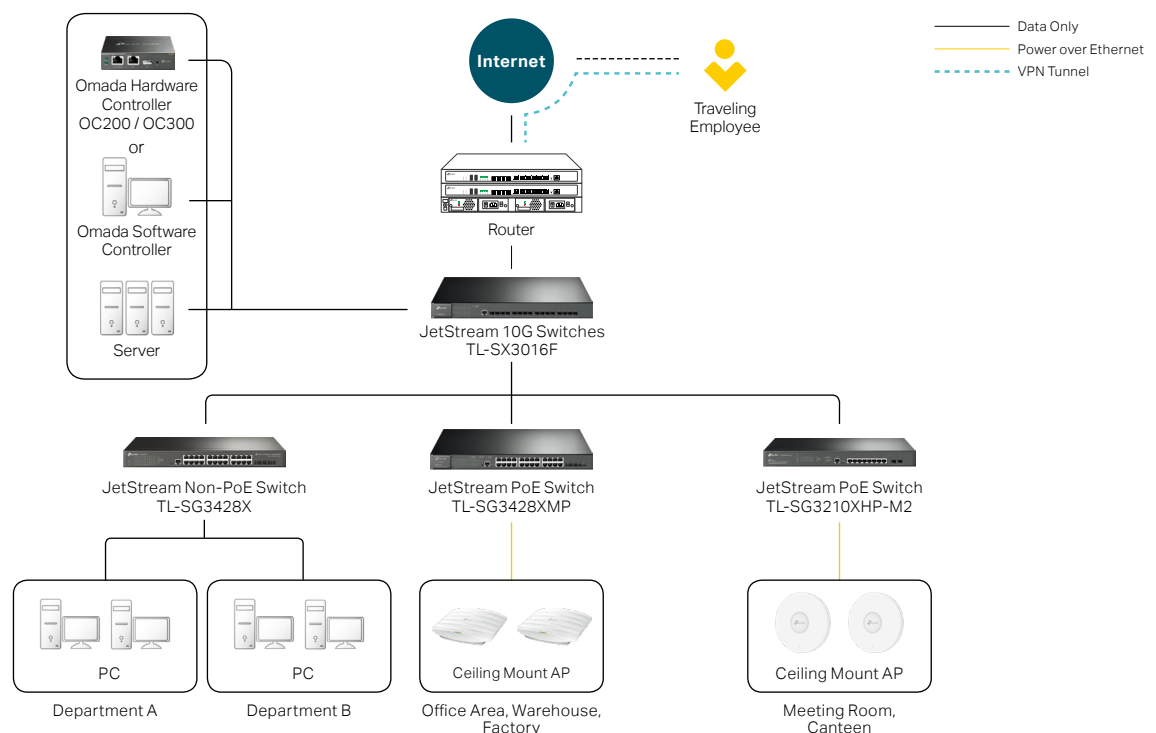 Omada Hardware
Controller
OC200 / OC300
or
Omada Software
Controller
Server
Internet
Traveling
Employee
Data Only
Power over Ethernet
VPN Tunnel
Router
JetStream 10G Switches
TL-SX3016F
JetStream Non-PoE Switch
TL-SG3428X
JetStream PoE Switch
TL-SG3428XMP
JetStream PoE Switch
TL-SG3210XHP-M2
PC
PC
Ceiling Mount AP
Ceiling Mount AP
Department A
Department B
Office Area, Warehouse,
Factory
Meeting Room,
Canteen